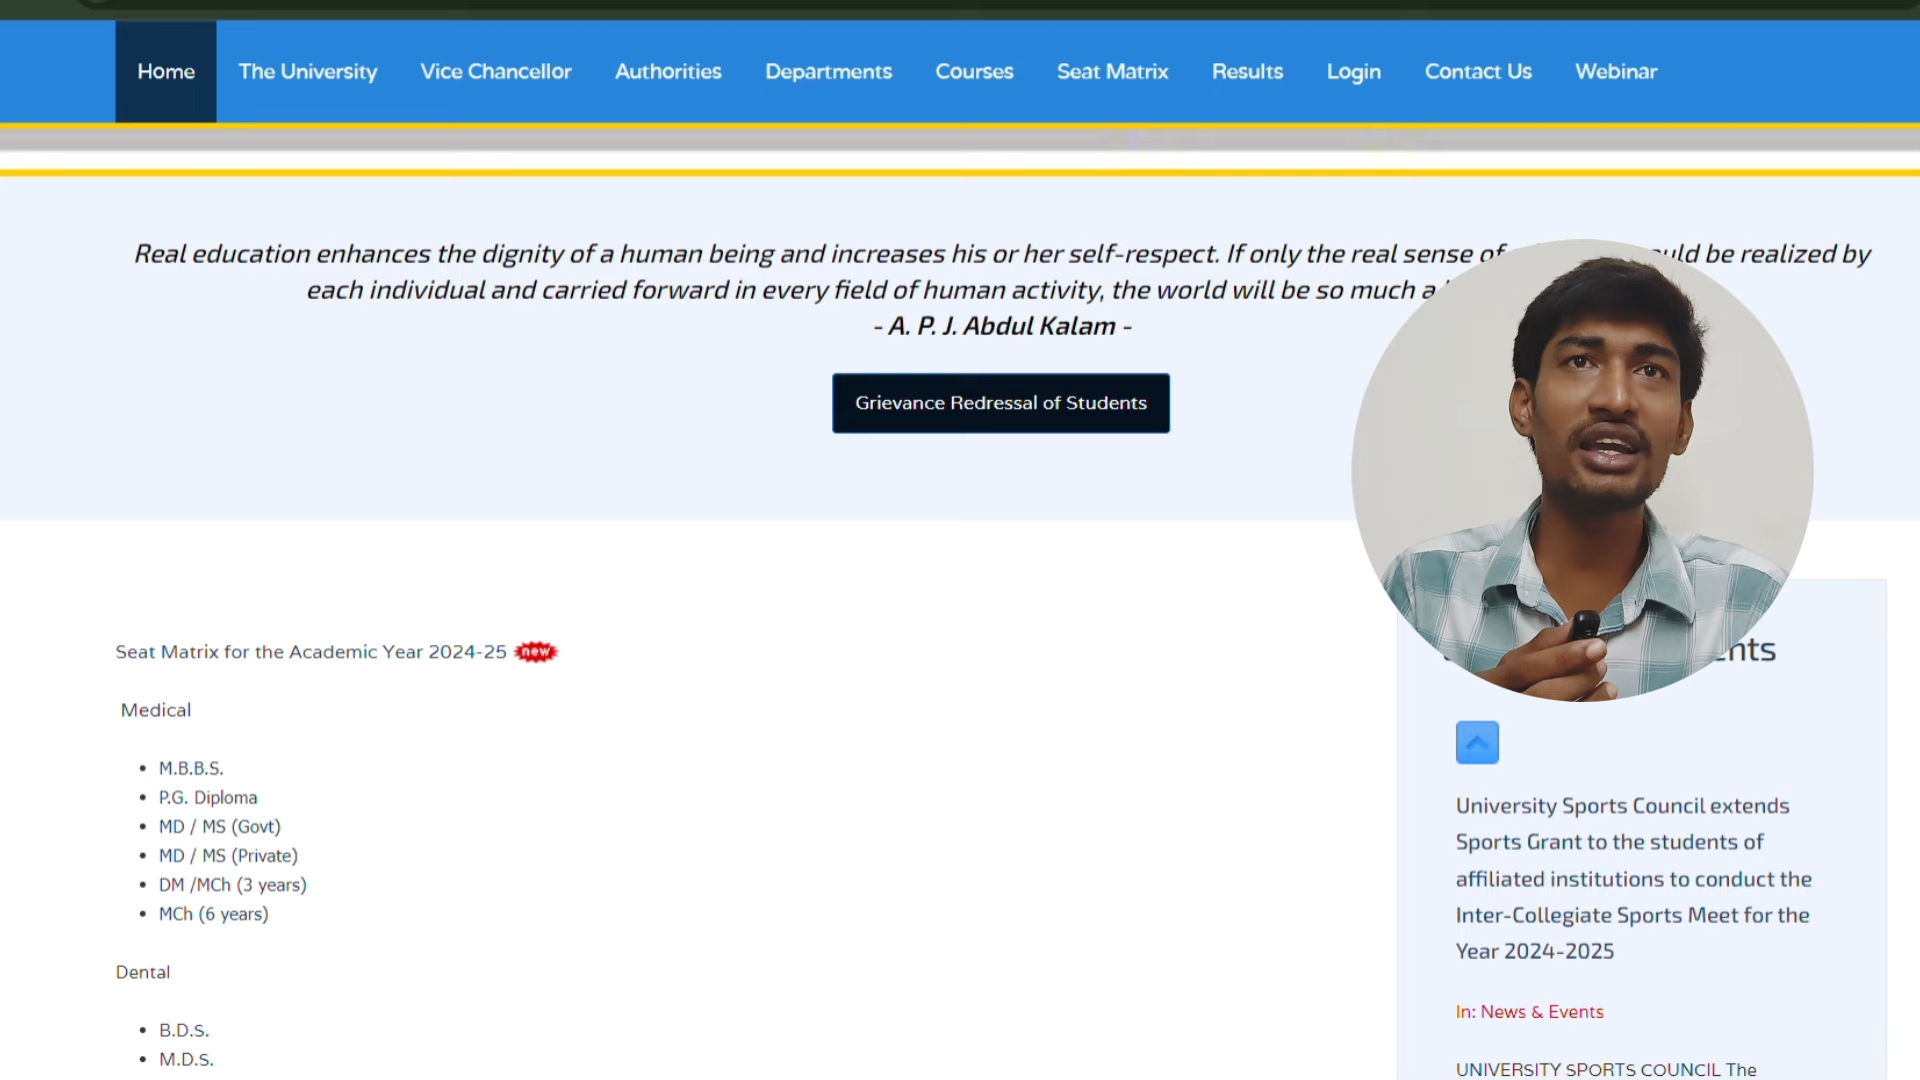 Home The University Vice Chancellor Authorities Departments Courses Seat Matrix Results Login Contact Us Webinar
Real education enhances the dignity of a human being and increases his or her self-respect. If only the real sense of be realized by
each individual and carried forward in every field of human activity, the world will be so much a
- A. P. J. Abdul Kalam -
Grievance Redressal of Students
Seat Matrix for the Academic Year 2024-25 new
Medical
• M.B.B.S.
• P.G. Diploma
• MD / MS (Govt)
• MD / MS (Private)
• DM /MCh (3 years)
• MCh (6 years)
Dental
• B.D.S.
• M.D.S.
University Sports Council extends
Sports Grant to the students of
affiliated institutions to conduct the
Inter-Collegiate Sports Meet for the
Year 2024-2025
In: News & Events
UNIVERSITY SPORTS COUNCIL The